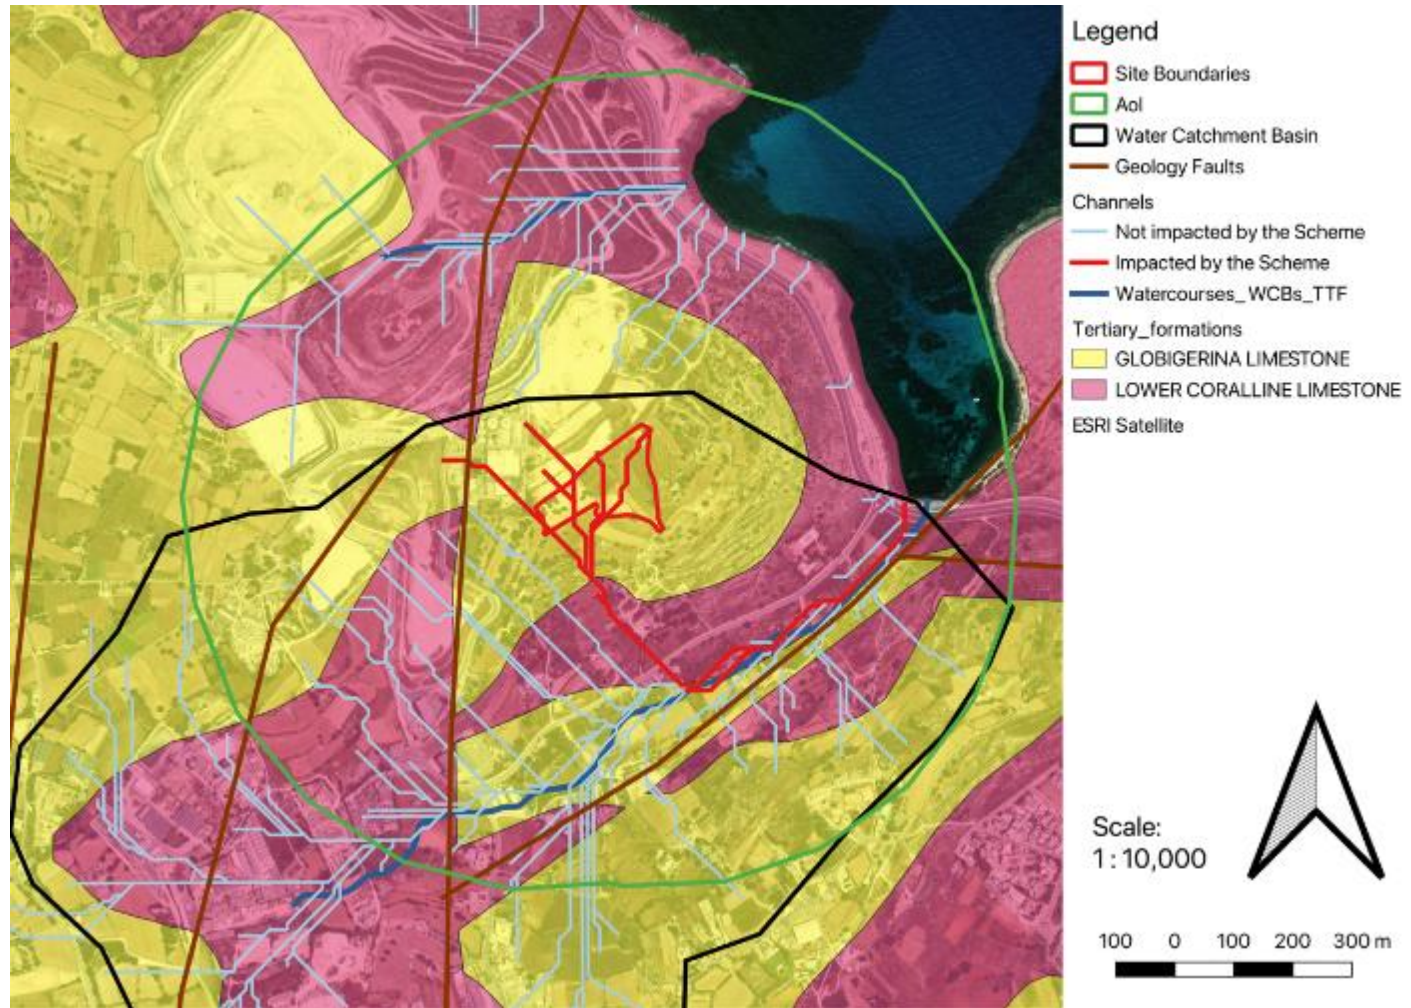 Legend
Site Boundaries
AoI
Water Catchment Basin
Geology Faults
Channels
Not impacted by the Scheme
Impacted by the Scheme
Watercourses_WCBs_TTF
Tertiary_formations
GLOBIGERINA LIMESTONE
LOWER CORALLINE LIMESTONE
ESRI Satellite
Scale:
1 : 10,000
100 0 100 200 300 m